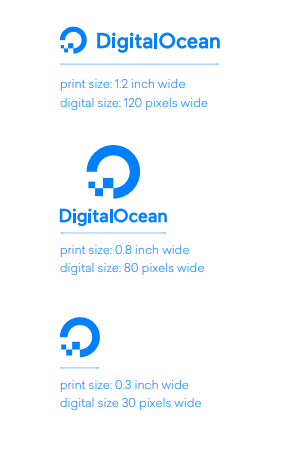 DigitalOcean
print size: 1.2 inch wide
digital size: 120 pixels wide
DigitalOcean
print size: 0.8 inch wide
digital size: 80 pixels wide
print size: 0.3 inch wide
digital size 30 pixels wide